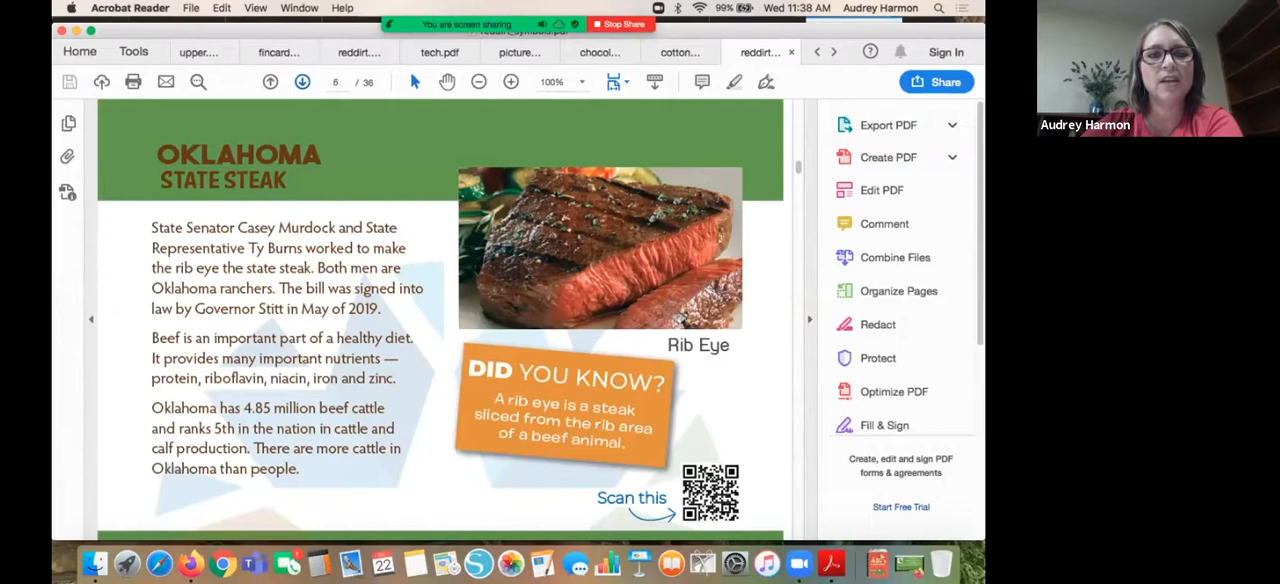 Acrobat Reader File Edit View Window Help 99% Wed 11:38 AM Audrey Harmon
You are screen sharing Stop Share
Home Tools upper.... fincard... reddirt.... tech.pdf picture... chocol... cotton... reddirt... × Sign In
6 / 36 100% Share
OKLAHOMA
STATE STEAK
State Senator Casey Murdock and State
Representative Ty Burns worked to make
the rib eye the state steak. Both men are
Oklahoma ranchers. The bill was signed into
law by Governor Stitt in May of 2019.
Beef is an important part of a healthy diet.
It provides many important nutrients —
protein, riboflavin, niacin, iron and zinc.
Oklahoma has 4.85 million beef cattle
and ranks 5th in the nation in cattle and
calf production. There are more cattle in
Oklahoma than people.
Rib Eye
DID YOU KNOW?
A rib eye is a steak
sliced from the rib area
of a beef animal.
Scan this
Export PDF
Create PDF
Edit PDF
Comment
Combine Files
Organize Pages
Redact
Protect
Optimize PDF
Fill & Sign
Create, edit and sign PDF
forms & agreements
Start Free Trial
Audrey Harmon
22